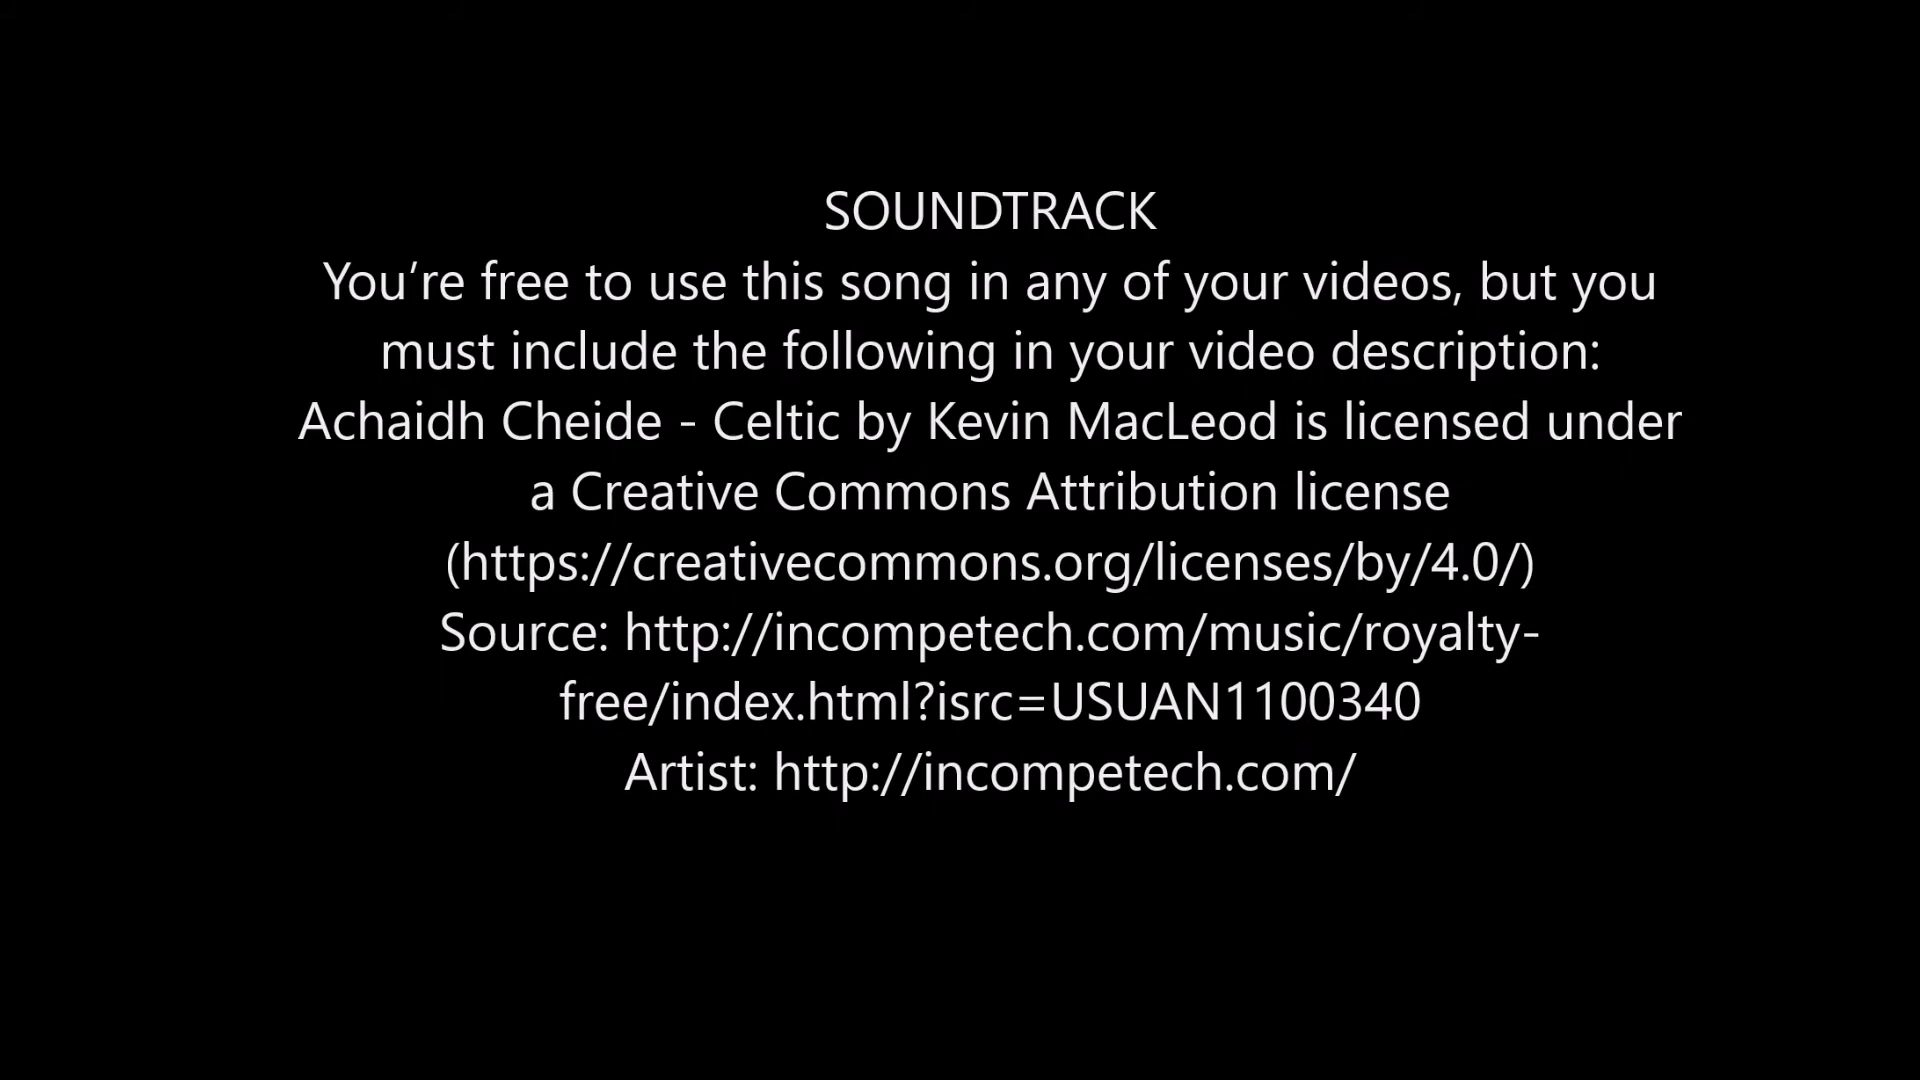 SOUNDTRACK
You’re free to use this song in any of your videos, but you
must include the following in your video description:
Achaidh Cheide - Celtic by Kevin MacLeod is licensed under
a Creative Commons Attribution license
(https://creativecommons.org/licenses/by/4.0/)
Source: http://incompetech.com/music/royalty-
free/index.html?isrc=USUAN1100340
Artist: http://incompetech.com/